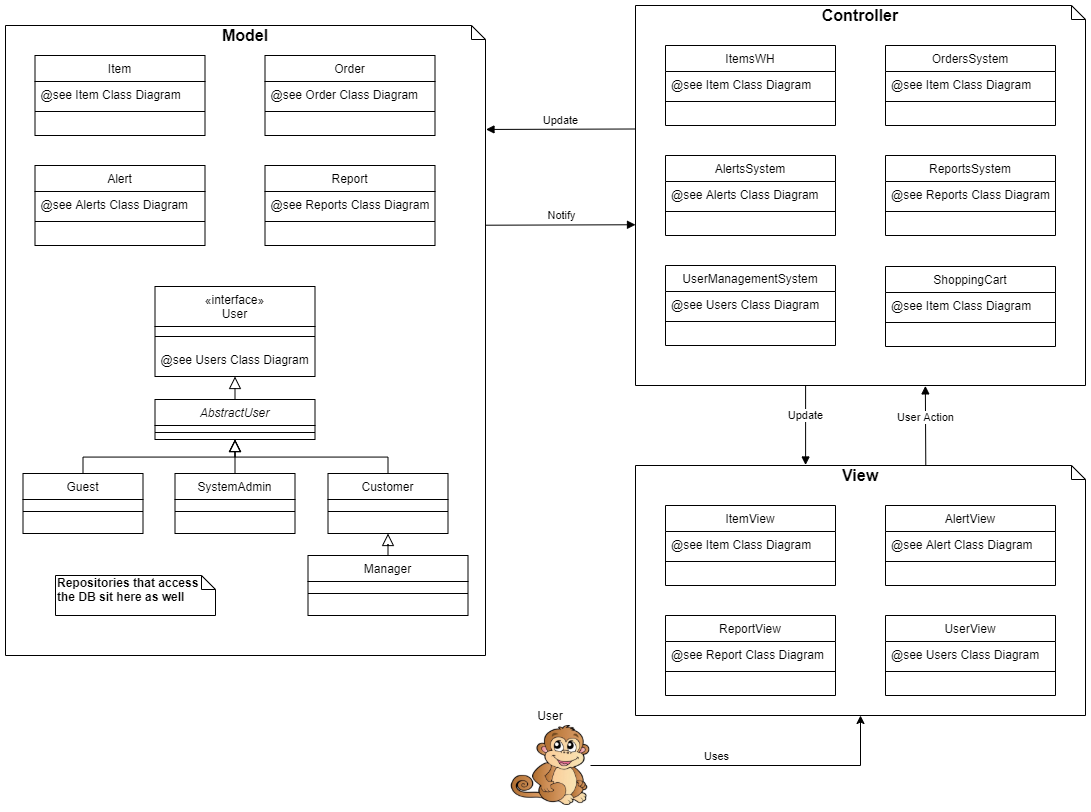 Model
Item
@see Item Class Diagram
Order
@see Order Class Diagram
Alert
@see Alerts Class Diagram
Report
@see Reports Class Diagram
«interface»
User
@see Users Class Diagram
AbstractUser
Guest
SystemAdmin
Customer
Manager
Repositories that access
the DB sit here as well
Update
Notify
Controller
ItemsWH
@see Item Class Diagram
OrdersSystem
@see Item Class Diagram
AlertsSystem
@see Alerts Class Diagram
ReportsSystem
@see Reports Class Diagram
UserManagementSystem
@see Users Class Diagram
ShoppingCart
@see Item Class Diagram
Update
User Action
View
ItemView
@see Item Class Diagram
AlertView
@see Alert Class Diagram
ReportView
@see Report Class Diagram
UserView
@see Users Class Diagram
User
Uses